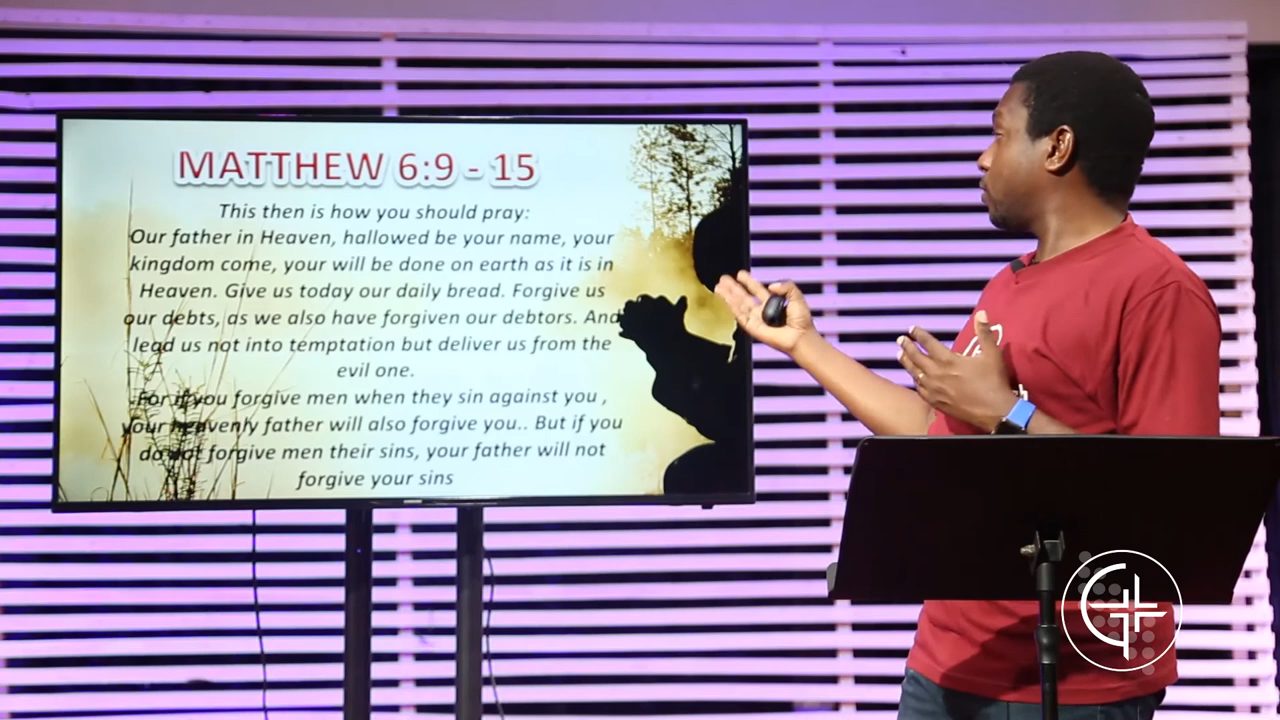 MATTHEW 6:9 - 15
This then is how you should pray:
Our father in Heaven, hallowed be your name, your
kingdom come, your will be done on earth as it is in
Heaven. Give us today our daily bread. Forgive us
our debts, as we also have forgiven our debtors. And
lead us not into temptation but deliver us from the
evil one.
For if you forgive men when they sin against you ,
your heavenly father will also forgive you.. But if you
do not forgive men their sins, your father will not
forgive your sins